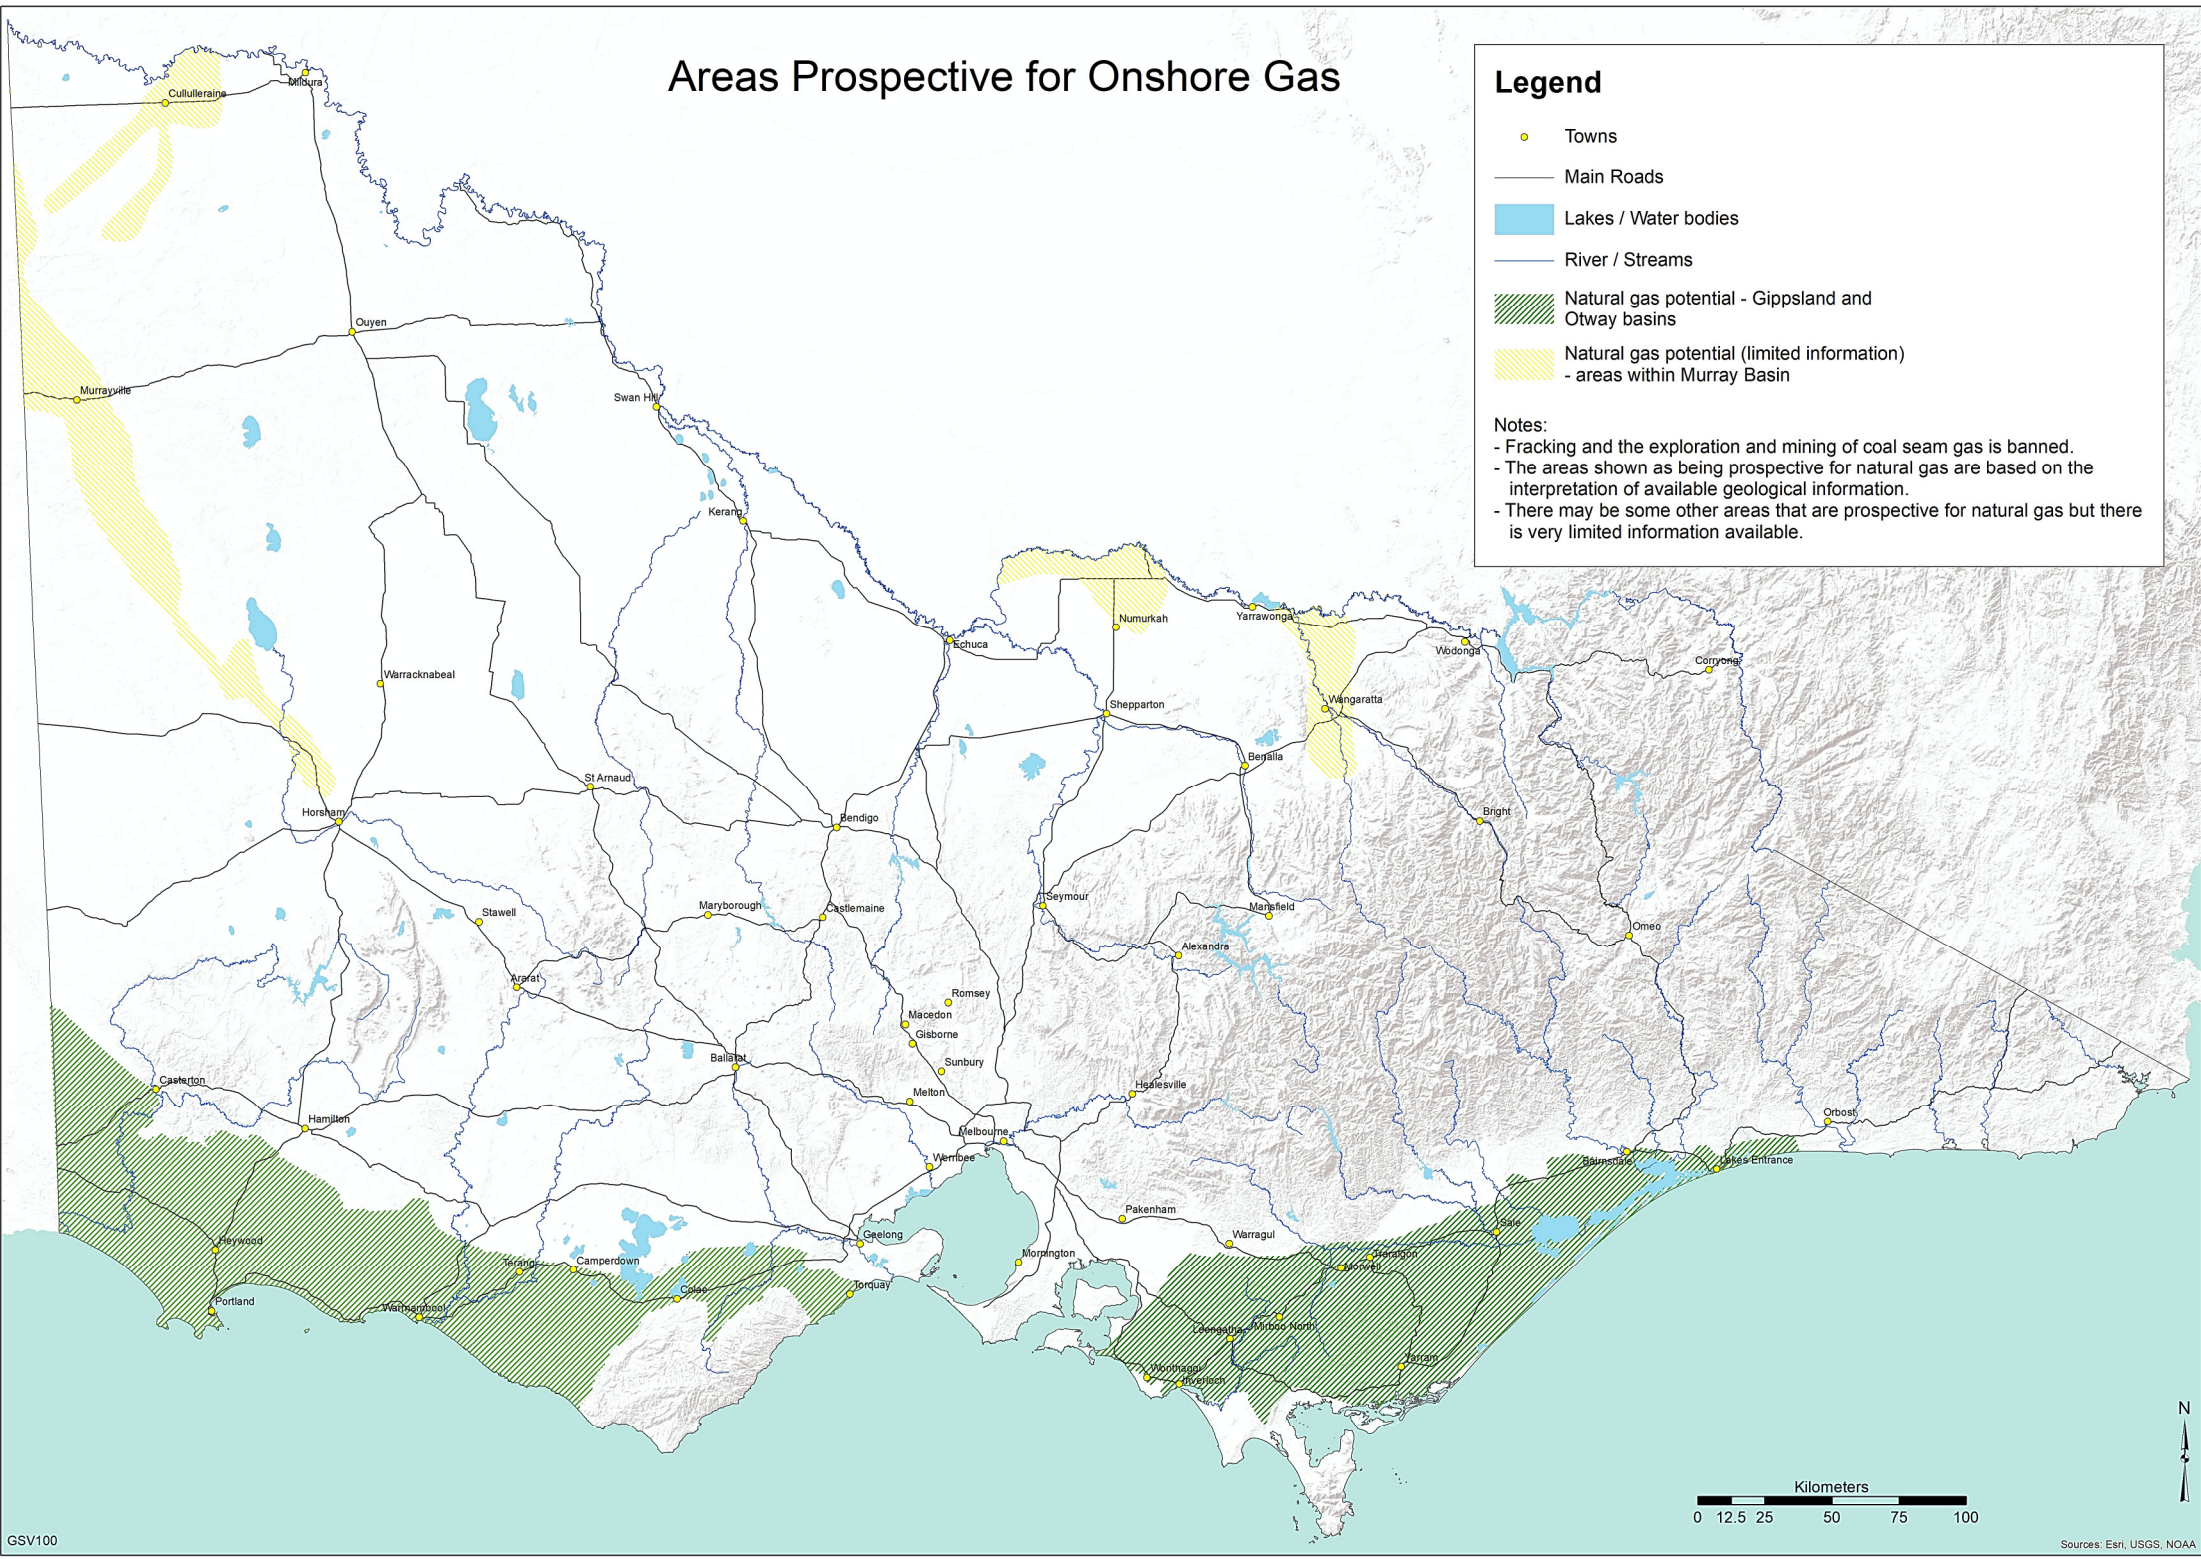 Areas Prospective for Onshore Gas
Legend
Towns
Main Roads
Lakes / Water bodies
River / Streams
Natural gas potential - Gippsland and
Otway basins
Natural gas potential (limited information)
- areas within Murray Basin
Notes:
- Fracking and the exploration and mining of coal seam gas is banned.
- The areas shown as being prospective for natural gas are based on the
interpretation of available geological information.
- There may be some other areas that are prospective for natural gas but there
is very limited information available.
Mildura
Cullulleraine
Ouyen
Murrayville
Swan Hill
Kerang
Numurkah
Yarrawonga
Echuca
Wodonga
Corryong
Warracknabeal
Wangaratta
Shepparton
Benalla
St Arnaud
Horsham
Bendigo
Bright
Seymour
Maryborough
Castlemaine
Mansfield
Stawell
Omeo
Alexandra
Ararat
Romsey
Macedon
Gisborne
Ballarat
Sunbury
Casterton
Healesville
Melton
Hamilton
Orbost
Melbourne
Werribee
Bairnsdale
Lakes Entrance
Pakenham
Sale
Geelong
Warragul
Heywood
Mornington
Traralgon
Terang
Camperdown
Morwell
Torquay
Colac
Portland
Warrnambool
Mirboo North
Leongatha
Yarram
Wonthaggi
Inverloch
N
Kilometers
0 12.5 25 50 75 100
GSV100
Sources: Esri, USGS, NOAA